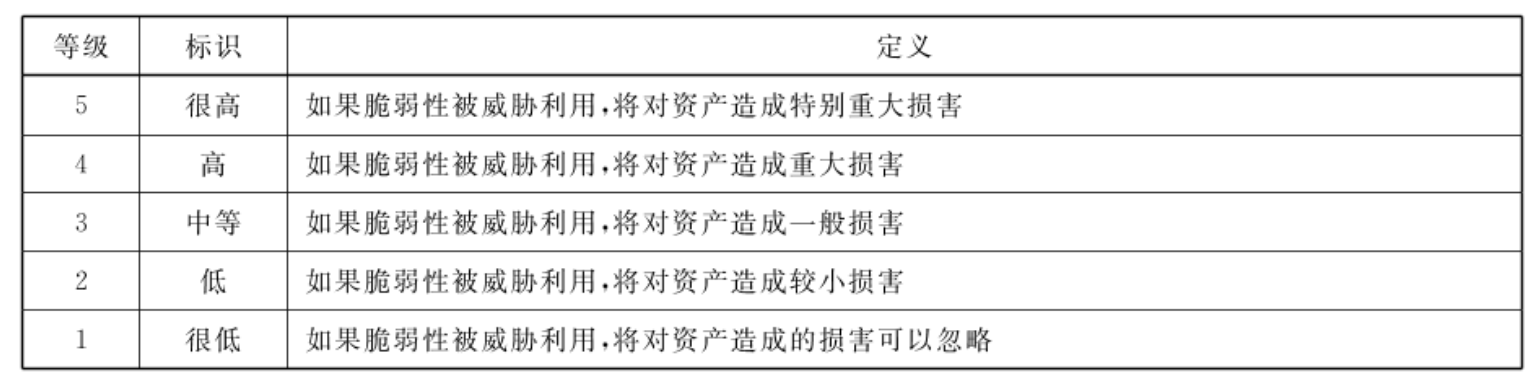 等级 标识 定义
5 很高 如果脆弱性被威胁利用,将对资产造成特别重大损害
4 高 如果脆弱性被威胁利用,将对资产造成重大损害
3 中等 如果脆弱性被威胁利用,将对资产造成一般损害
2 低 如果脆弱性被威胁利用,将对资产造成较小损害
1 很低 如果脆弱性被威胁利用,将对资产造成的损害可以忽略